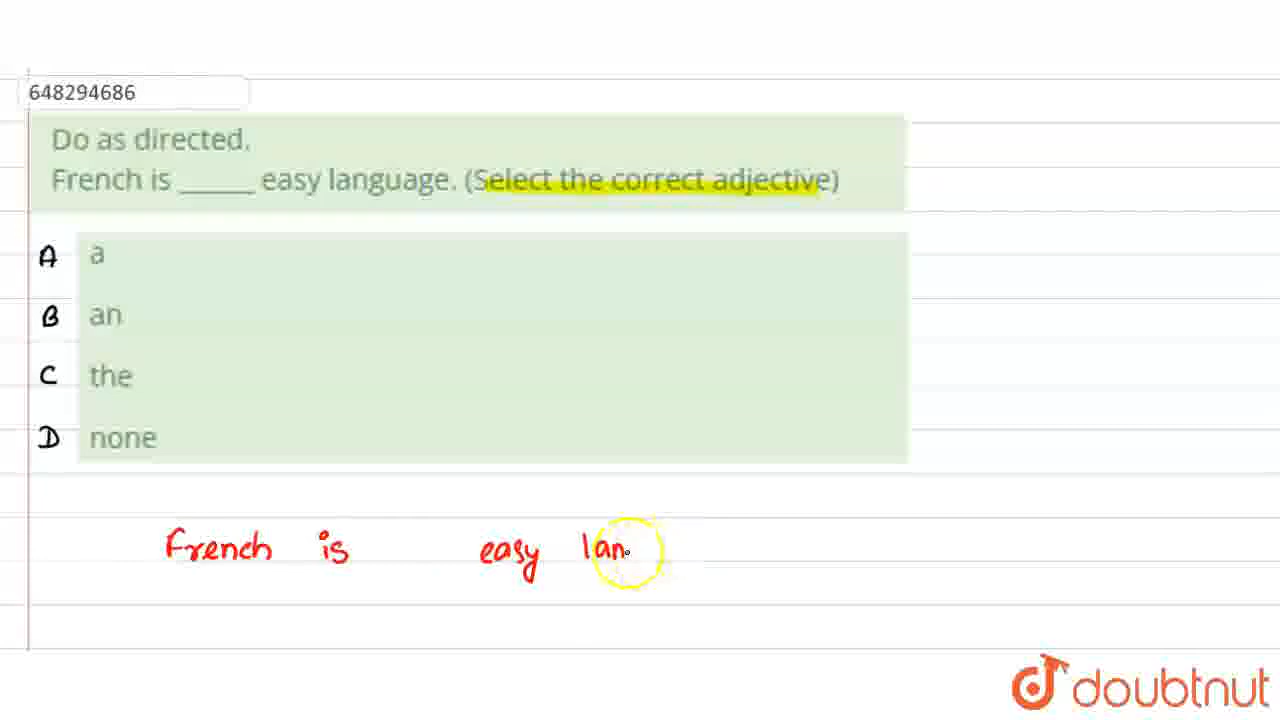 648294686
Do as directed.
French is ______ easy language. (Select the correct adjective)
A a
B an
C the
D none
French is easy lan
doubtnut